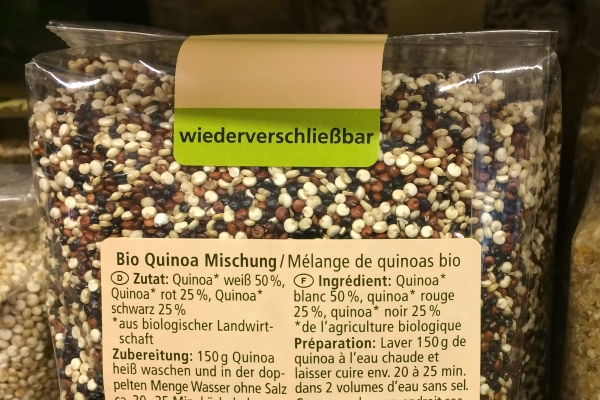 wiederverschließbar
Bio Quinoa Mischung/Mélange de quinoas bio
D Zutat: Quinoa* weiß 50%,
Quinoa* rot 25%, Quinoa*
schwarz 25%
*aus biologischer Landwirt-
schaft
Zubereitung: 150g Quinoa
heiß waschen und in der dop-
pelten Menge Wasser ohne Salz
F Ingrédient: Quinoa*
blanc 50%, quinoa* rouge
25%, quinoa* noir 25%
*de l'agriculture biologique
Préparation: Laver 150g de
quinoa à l'eau chaude et
laisser cuire env. 20 à 25 min.
dans 2 volumes d'eau sans sel.